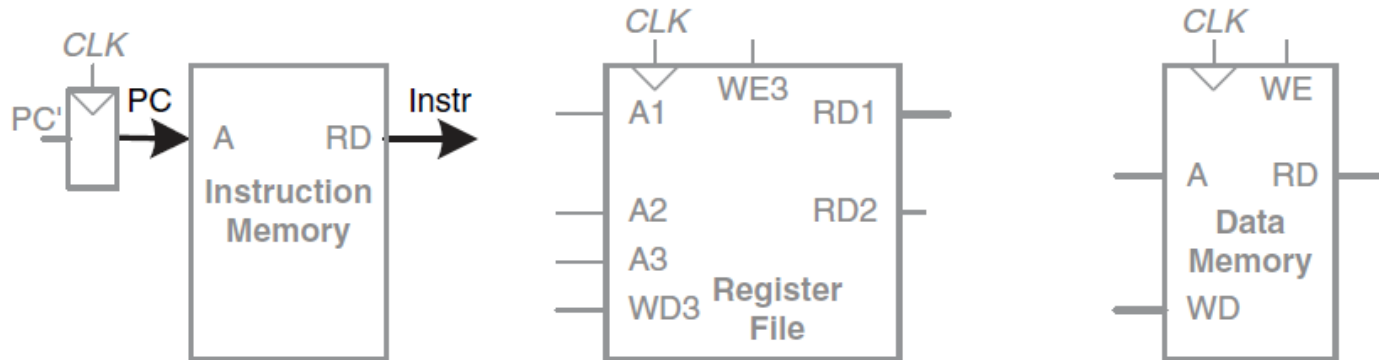 CLK
PC'
PC
A
RD
Instruction
Memory
Instr
CLK
WE3
A1
RD1
A2
RD2
A3
WD3
Register
File
CLK
WE
A
RD
Data
Memory
WD